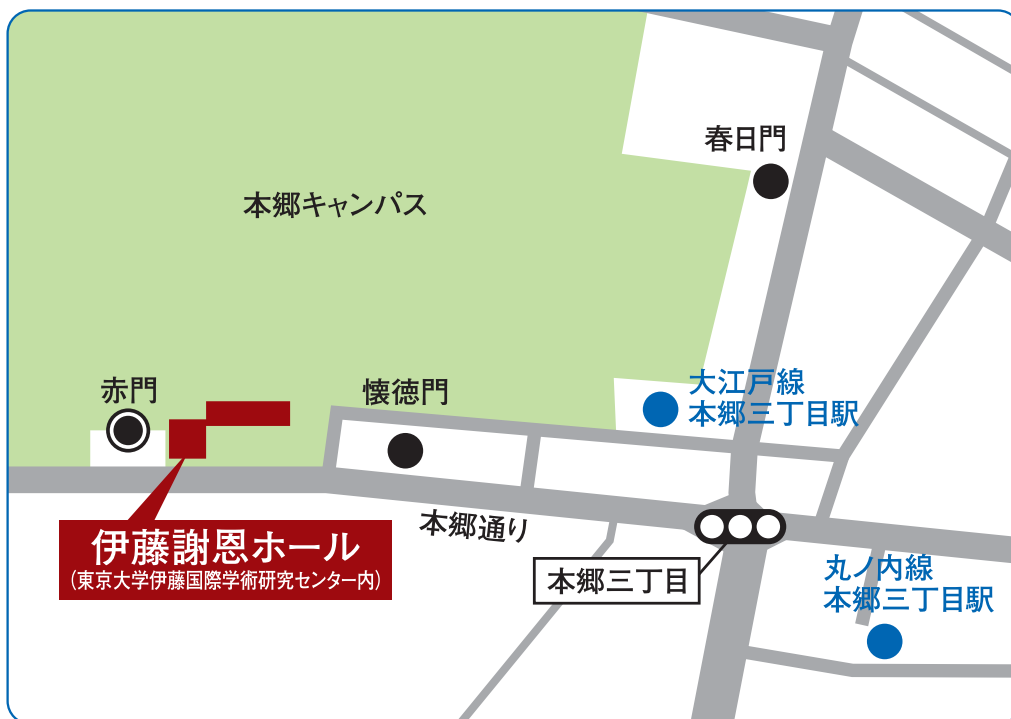 春日門
本郷キャンパス
赤門
懐徳門
大江戸線
本郷三丁目駅
本郷通り
伊藤謝恩ホール
(東京大学伊藤国際学術研究センター内)
本郷三丁目
丸ノ内線
本郷三丁目駅